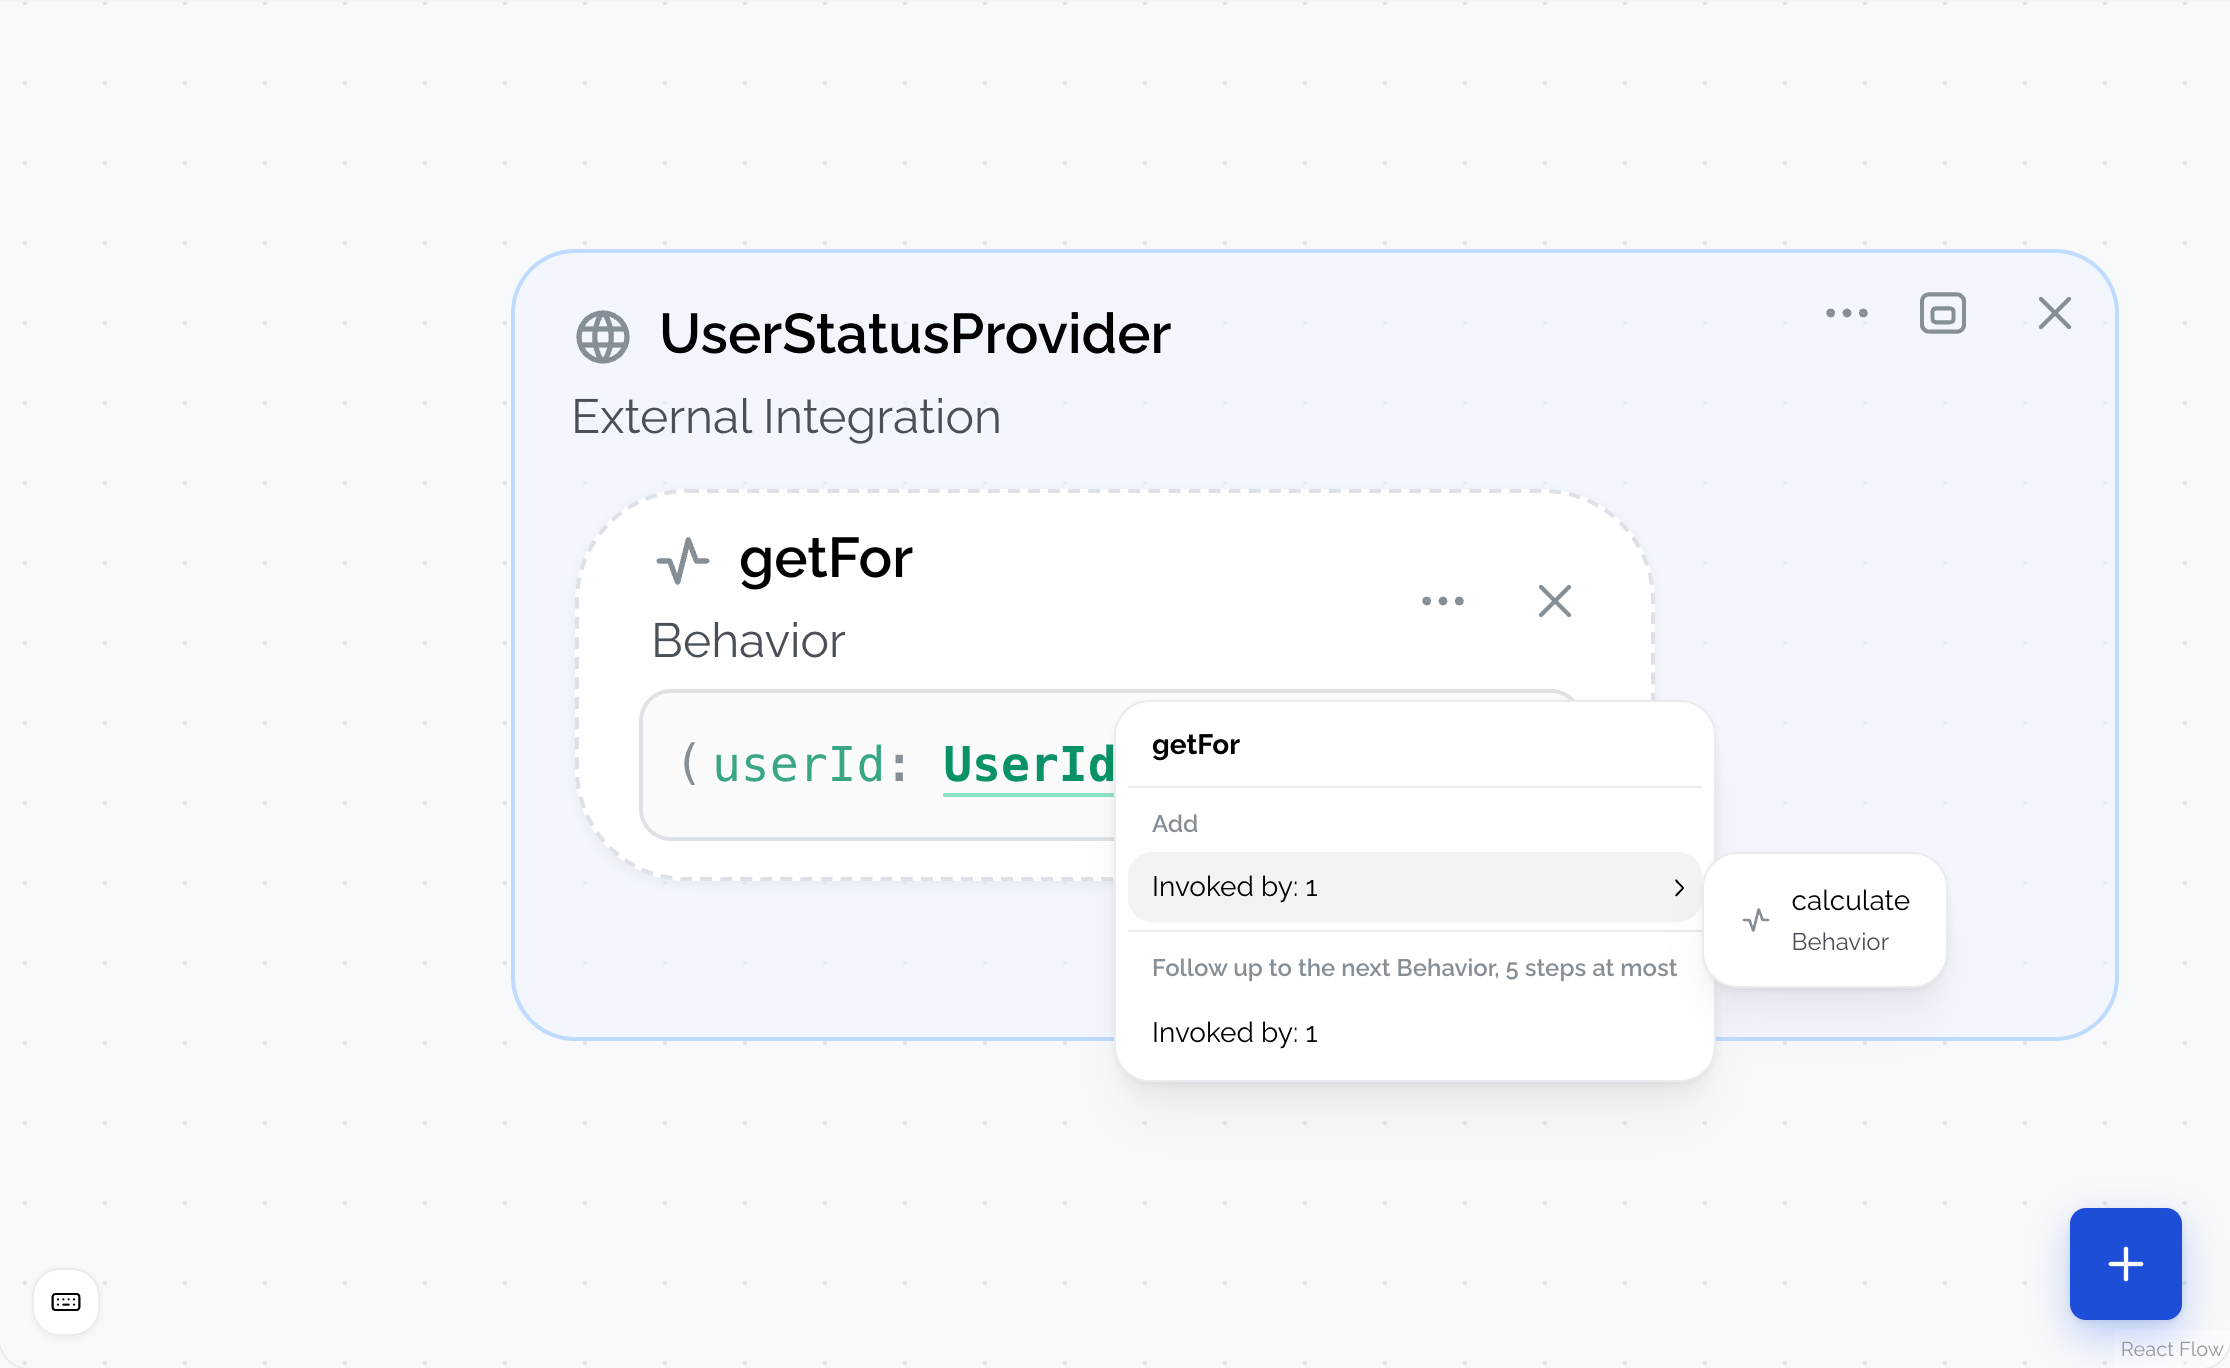 UserStatusProvider
External Integration
getFor
Behavior
( userId: UserId
getFor
Add
Invoked by: 1
calculate
Behavior
Follow up to the next Behavior, 5 steps at most
Invoked by: 1
React Flow